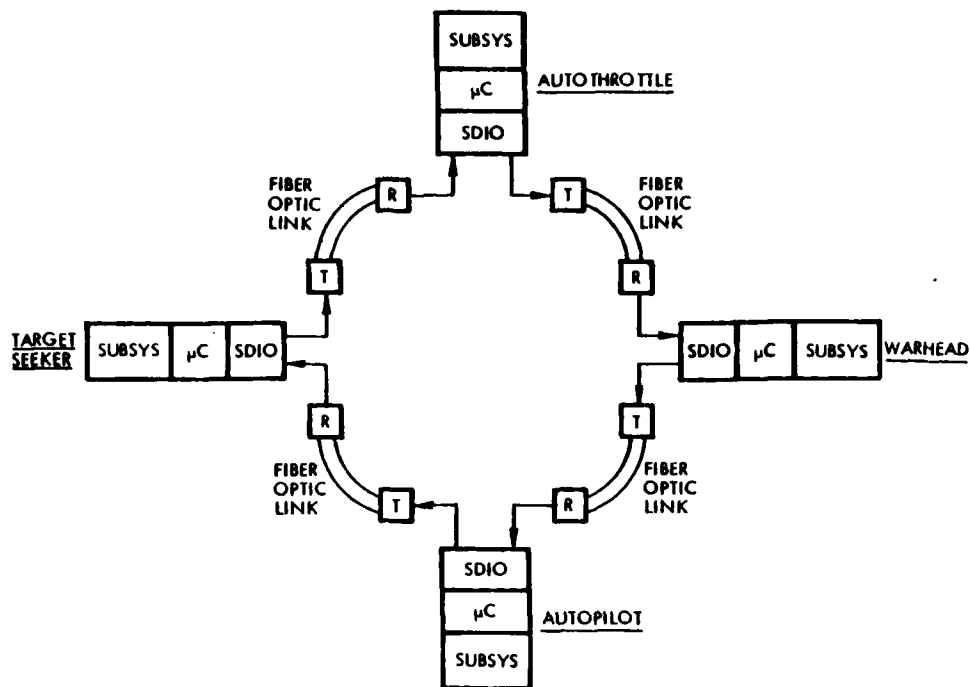 SUBSYS
μC
SDIO
AUTOTHROTTLE
FIBER
OPTIC
LINK
R
T
T
FIBER
OPTIC
LINK
R
TARGET
SEEKER
SUBSYS
μC
SDIO
SDIO
μC
SUBSYS
WARHEAD
R
FIBER
OPTIC
LINK
T
T
FIBER
OPTIC
LINK
R
SDIO
μC
SUBSYS
AUTOPILOT